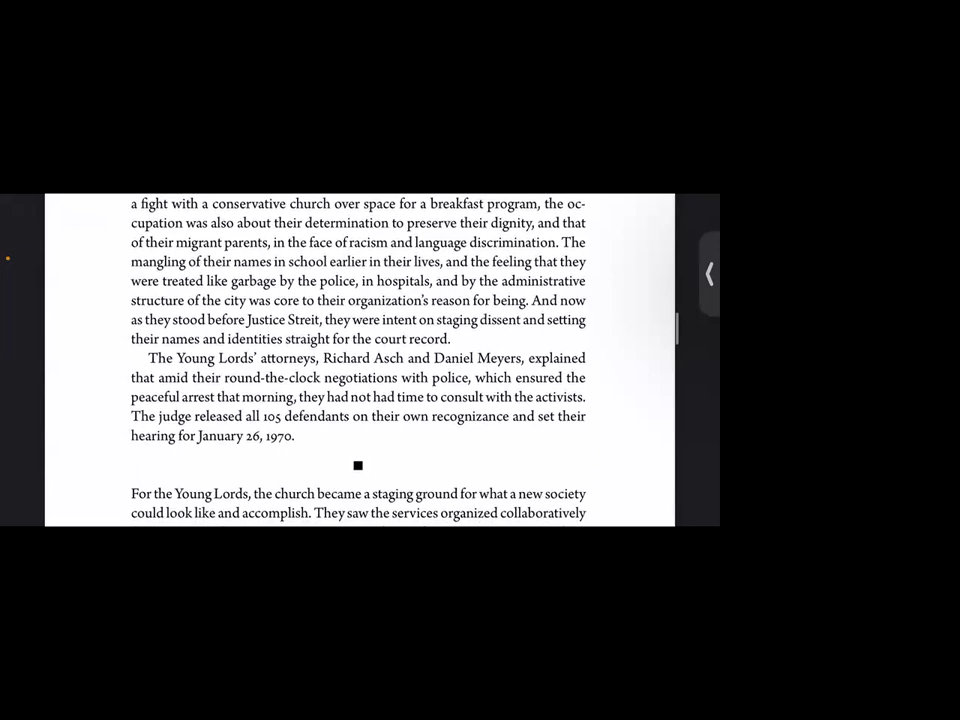 a fight with a conservative church over space for a breakfast program, the oc-
cupation was also about their determination to preserve their dignity, and that
of their migrant parents, in the face of racism and language discrimination. The
mangling of their names in school earlier in their lives, and the feeling that they
were treated like garbage by the police, in hospitals, and by the administrative
structure of the city was core to their organization's reason for being. And now
as they stood before Justice Streit, they were intent on staging dissent and setting
their names and identities straight for the court record.
The Young Lords' attorneys, Richard Asch and Daniel Meyers, explained
that amid their round-the-clock negotiations with police, which ensured the
peaceful arrest that morning, they had not had time to consult with the activists.
The judge released all 105 defendants on their own recognizance and set their
hearing for January 26, 1970.
For the Young Lords, the church became a staging ground for what a new society
could look like and accomplish. They saw the services organized collaboratively